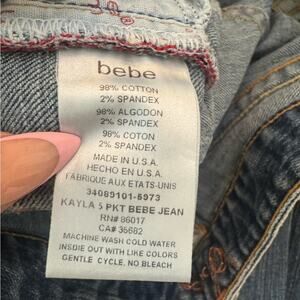 bebe
98% COTTON
2% SPANDEX
98% ALGODON
2% SPANDEX
98% COTON
2% SPANDEX
MADE IN U.S.A.
HECHO EN U.S.A.
FABRIQUE AUX ETATS-UNIS
34089101-5973
KAYLA 5 PKT BEBE JEAN
RN# 86017
CA# 35682
MACHINE WASH COLD WATER
INSDIE OUT WITH LIKE COLORS
GENTLE CYCLE, NO BLEACH